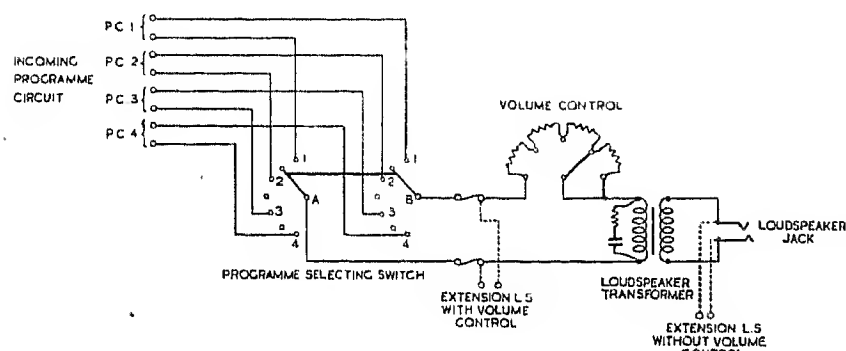 PC 1
PC 2
PC 3
PC 4
INCOMING
PROGRAMME
CIRCUIT
1
2
3
4
A
1
2
3
4
B
PROGRAMME SELECTING SWITCH
VOLUME CONTROL
EXTENSION L S
WITH VOLUME
CONTROL
LOUDSPEAKER
TRANSFORMER
LOUDSPEAKER
JACK
EXTENSION L.S
WITHOUT VOLUME
CONTROL